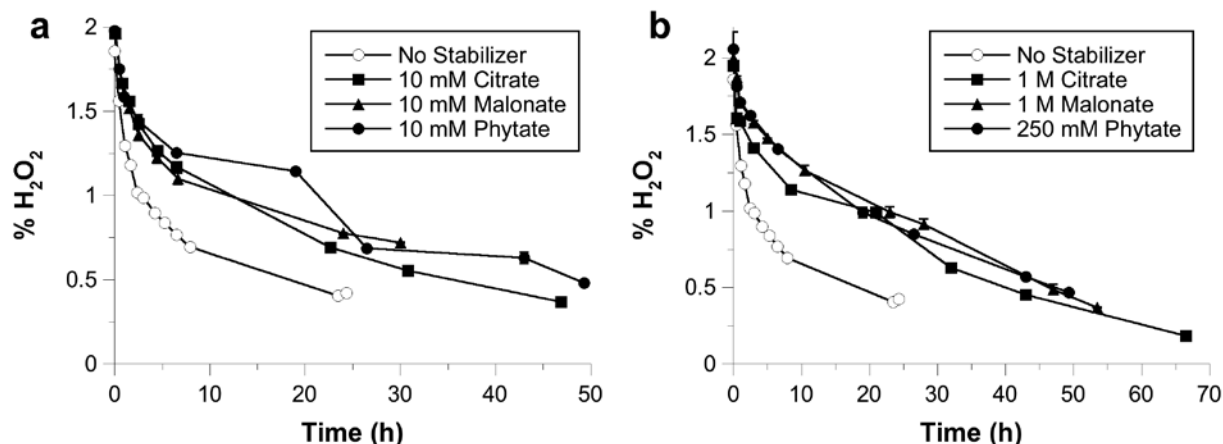 a
2
1.5
1
0.5
0
% H₂O₂
No Stabilizer
10 mM Citrate
10 mM Malonate
10 mM Phytate
0 10 20 30 40 50
Time (h)
b
2
1.5
1
0.5
0
% H₂O₂
No Stabilizer
1 M Citrate
1 M Malonate
250 mM Phytate
0 10 20 30 40 50 60 70
Time (h)